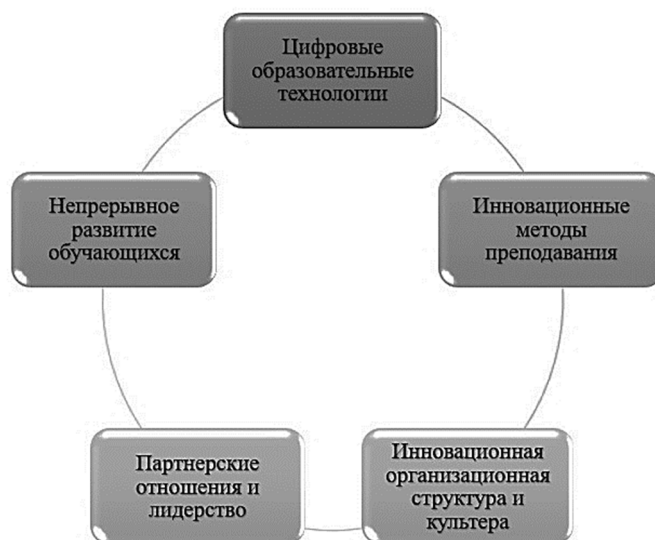 Цифровые
образовательные
технологии
Непрерывное
развитие
обучающихся
Инновационные
методы
преподавания
Партнерские
отношения и
лидерство
Инновационная
организационная
структура и
культера